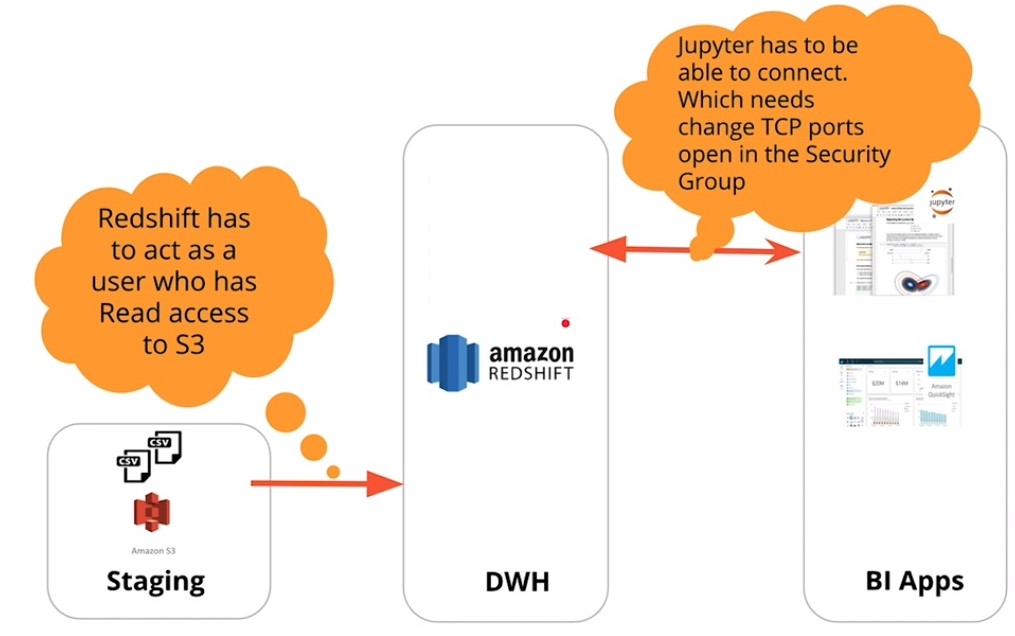 Jupyter has to be
able to connect.
Which needs
change TCP ports
open in the Security
Group
Redshift has
to act as a
user who has
Read access
to S3
jupyter
amazon
REDSHIFT
Amazon
QuickSight
$20M
$14M
CSV
CSV
Amazon S3
Staging
DWH
BI Apps